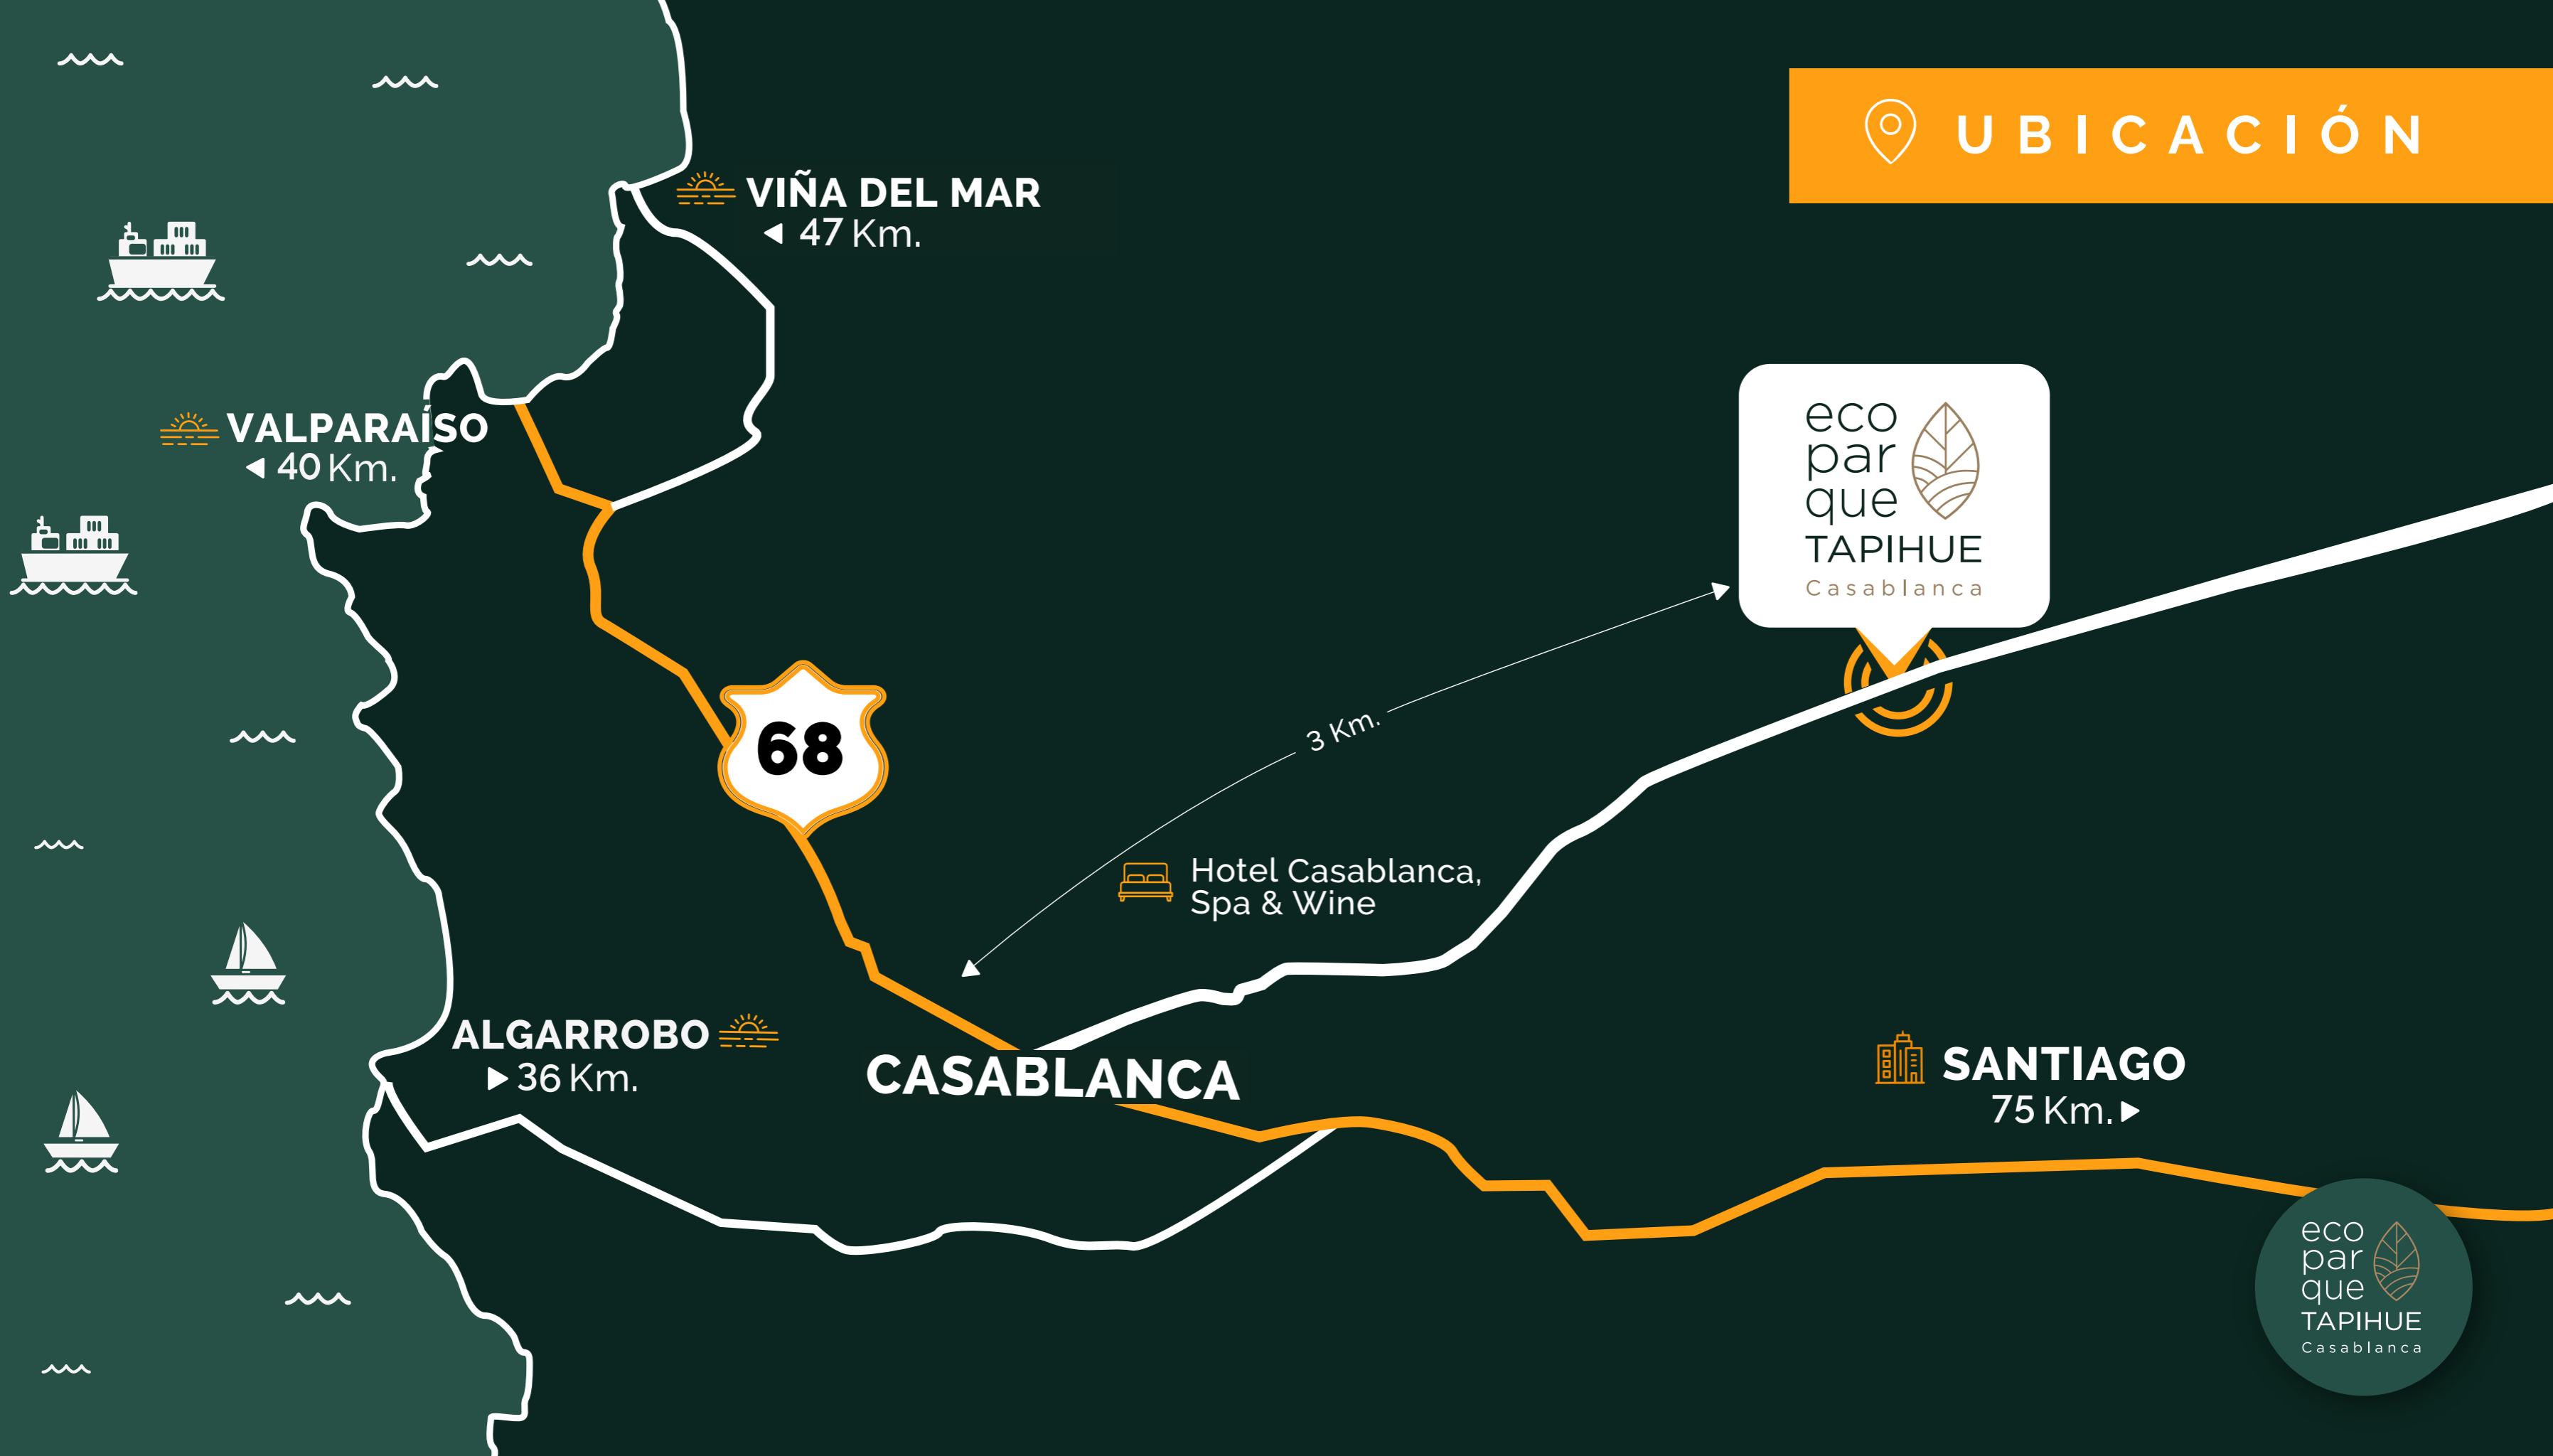 UBICACIÓN
VIÑA DEL MAR
47 Km.
VALPARAÍSO
40 Km.
eco
par
que
TAPIHUE
Casablanca
68
3 Km.
Hotel Casablanca,
Spa & Wine
ALGARROBO
36 Km.
CASABLANCA
SANTIAGO
75 Km.
eco
par
que
TAPIHUE
Casablanca